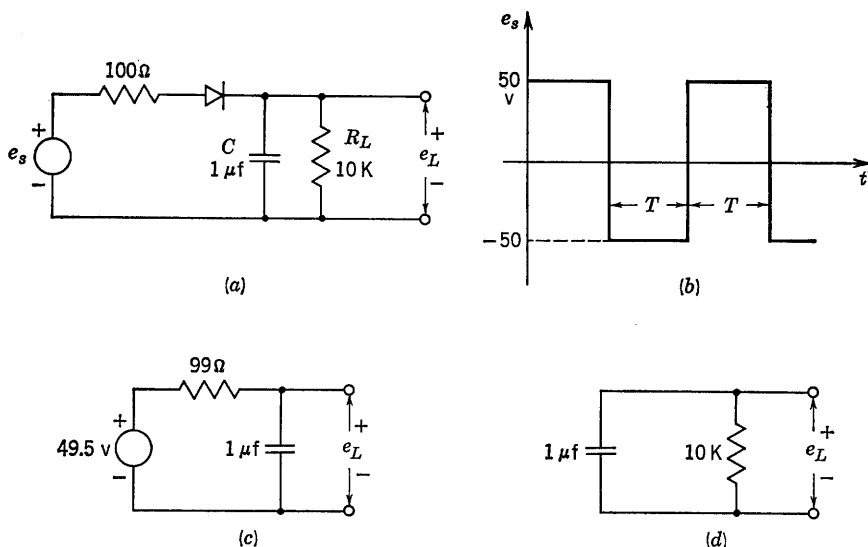 100Ω
+
e_s
-
C
1 μf
R_L
10 K
+
e_L
-
(a)
e_s
50
v
-50
T
T
t
(b)
99Ω
+
49.5 v
-
1 μf
+
e_L
-
(c)
1 μf
10 K
+
e_L
-
(d)